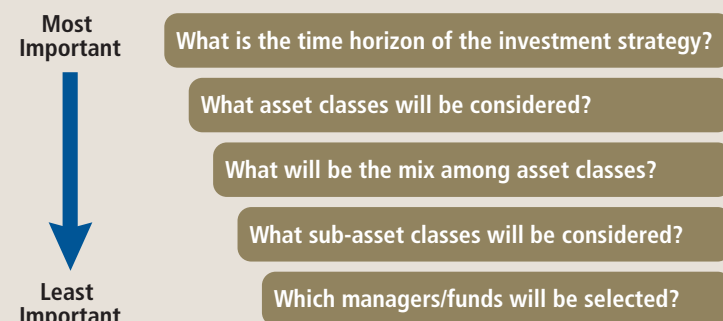 Most
Important
What is the time horizon of the investment strategy?
What asset classes will be considered?
What will be the mix among asset classes?
What sub-asset classes will be considered?
Which managers/funds will be selected?
Least
Important